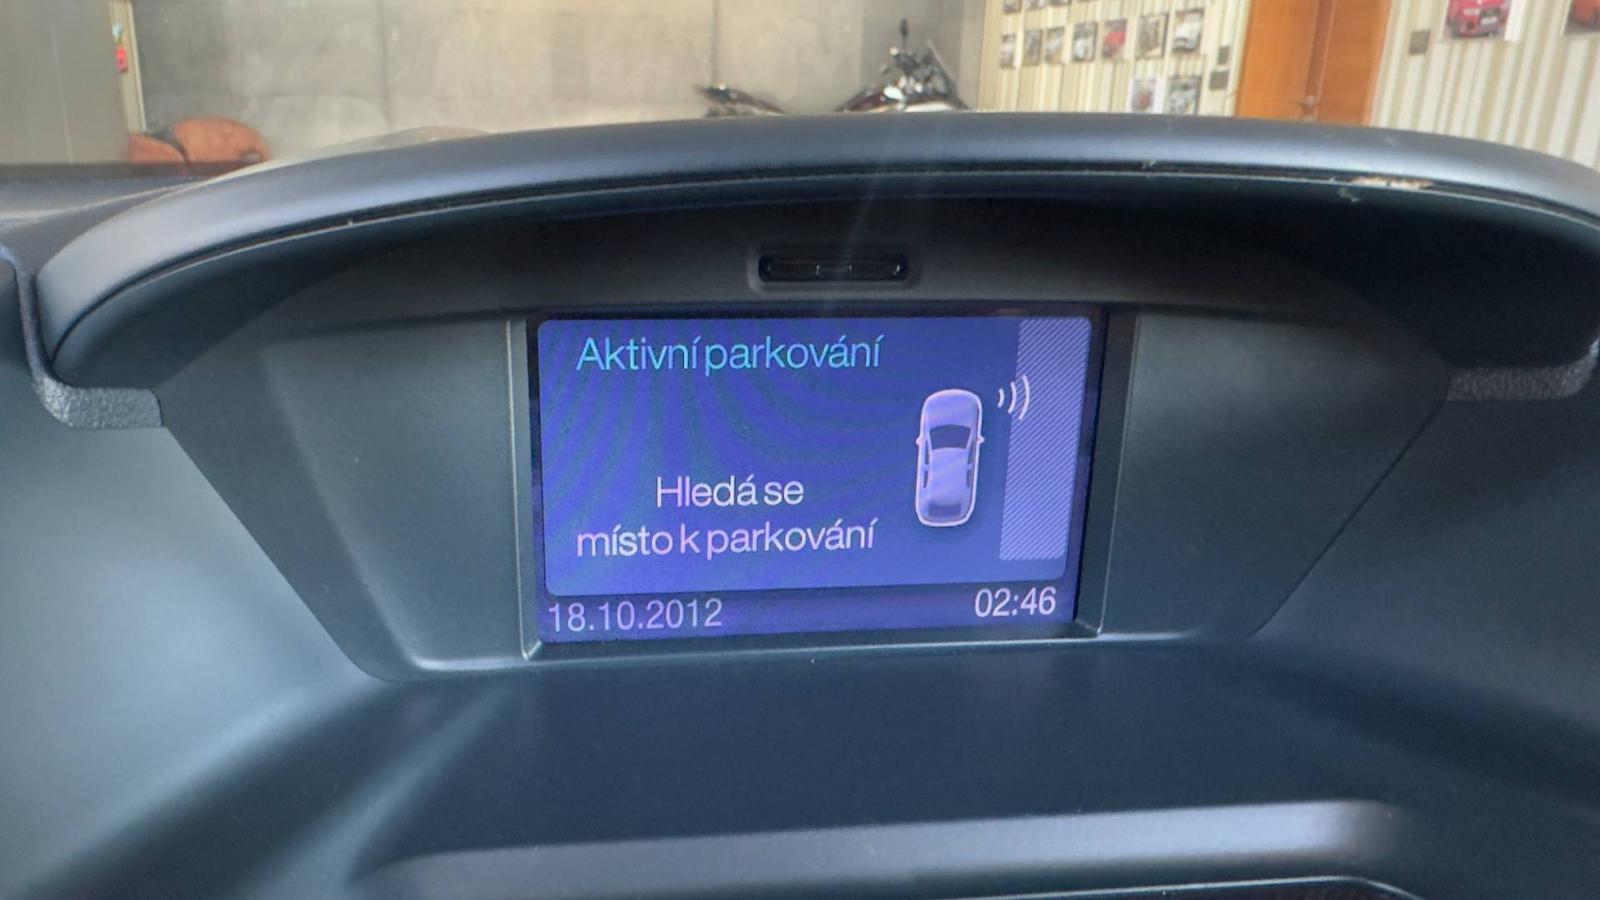 Aktivní parkování
Hledá se
místo k parkování
18.10.2012
02:46